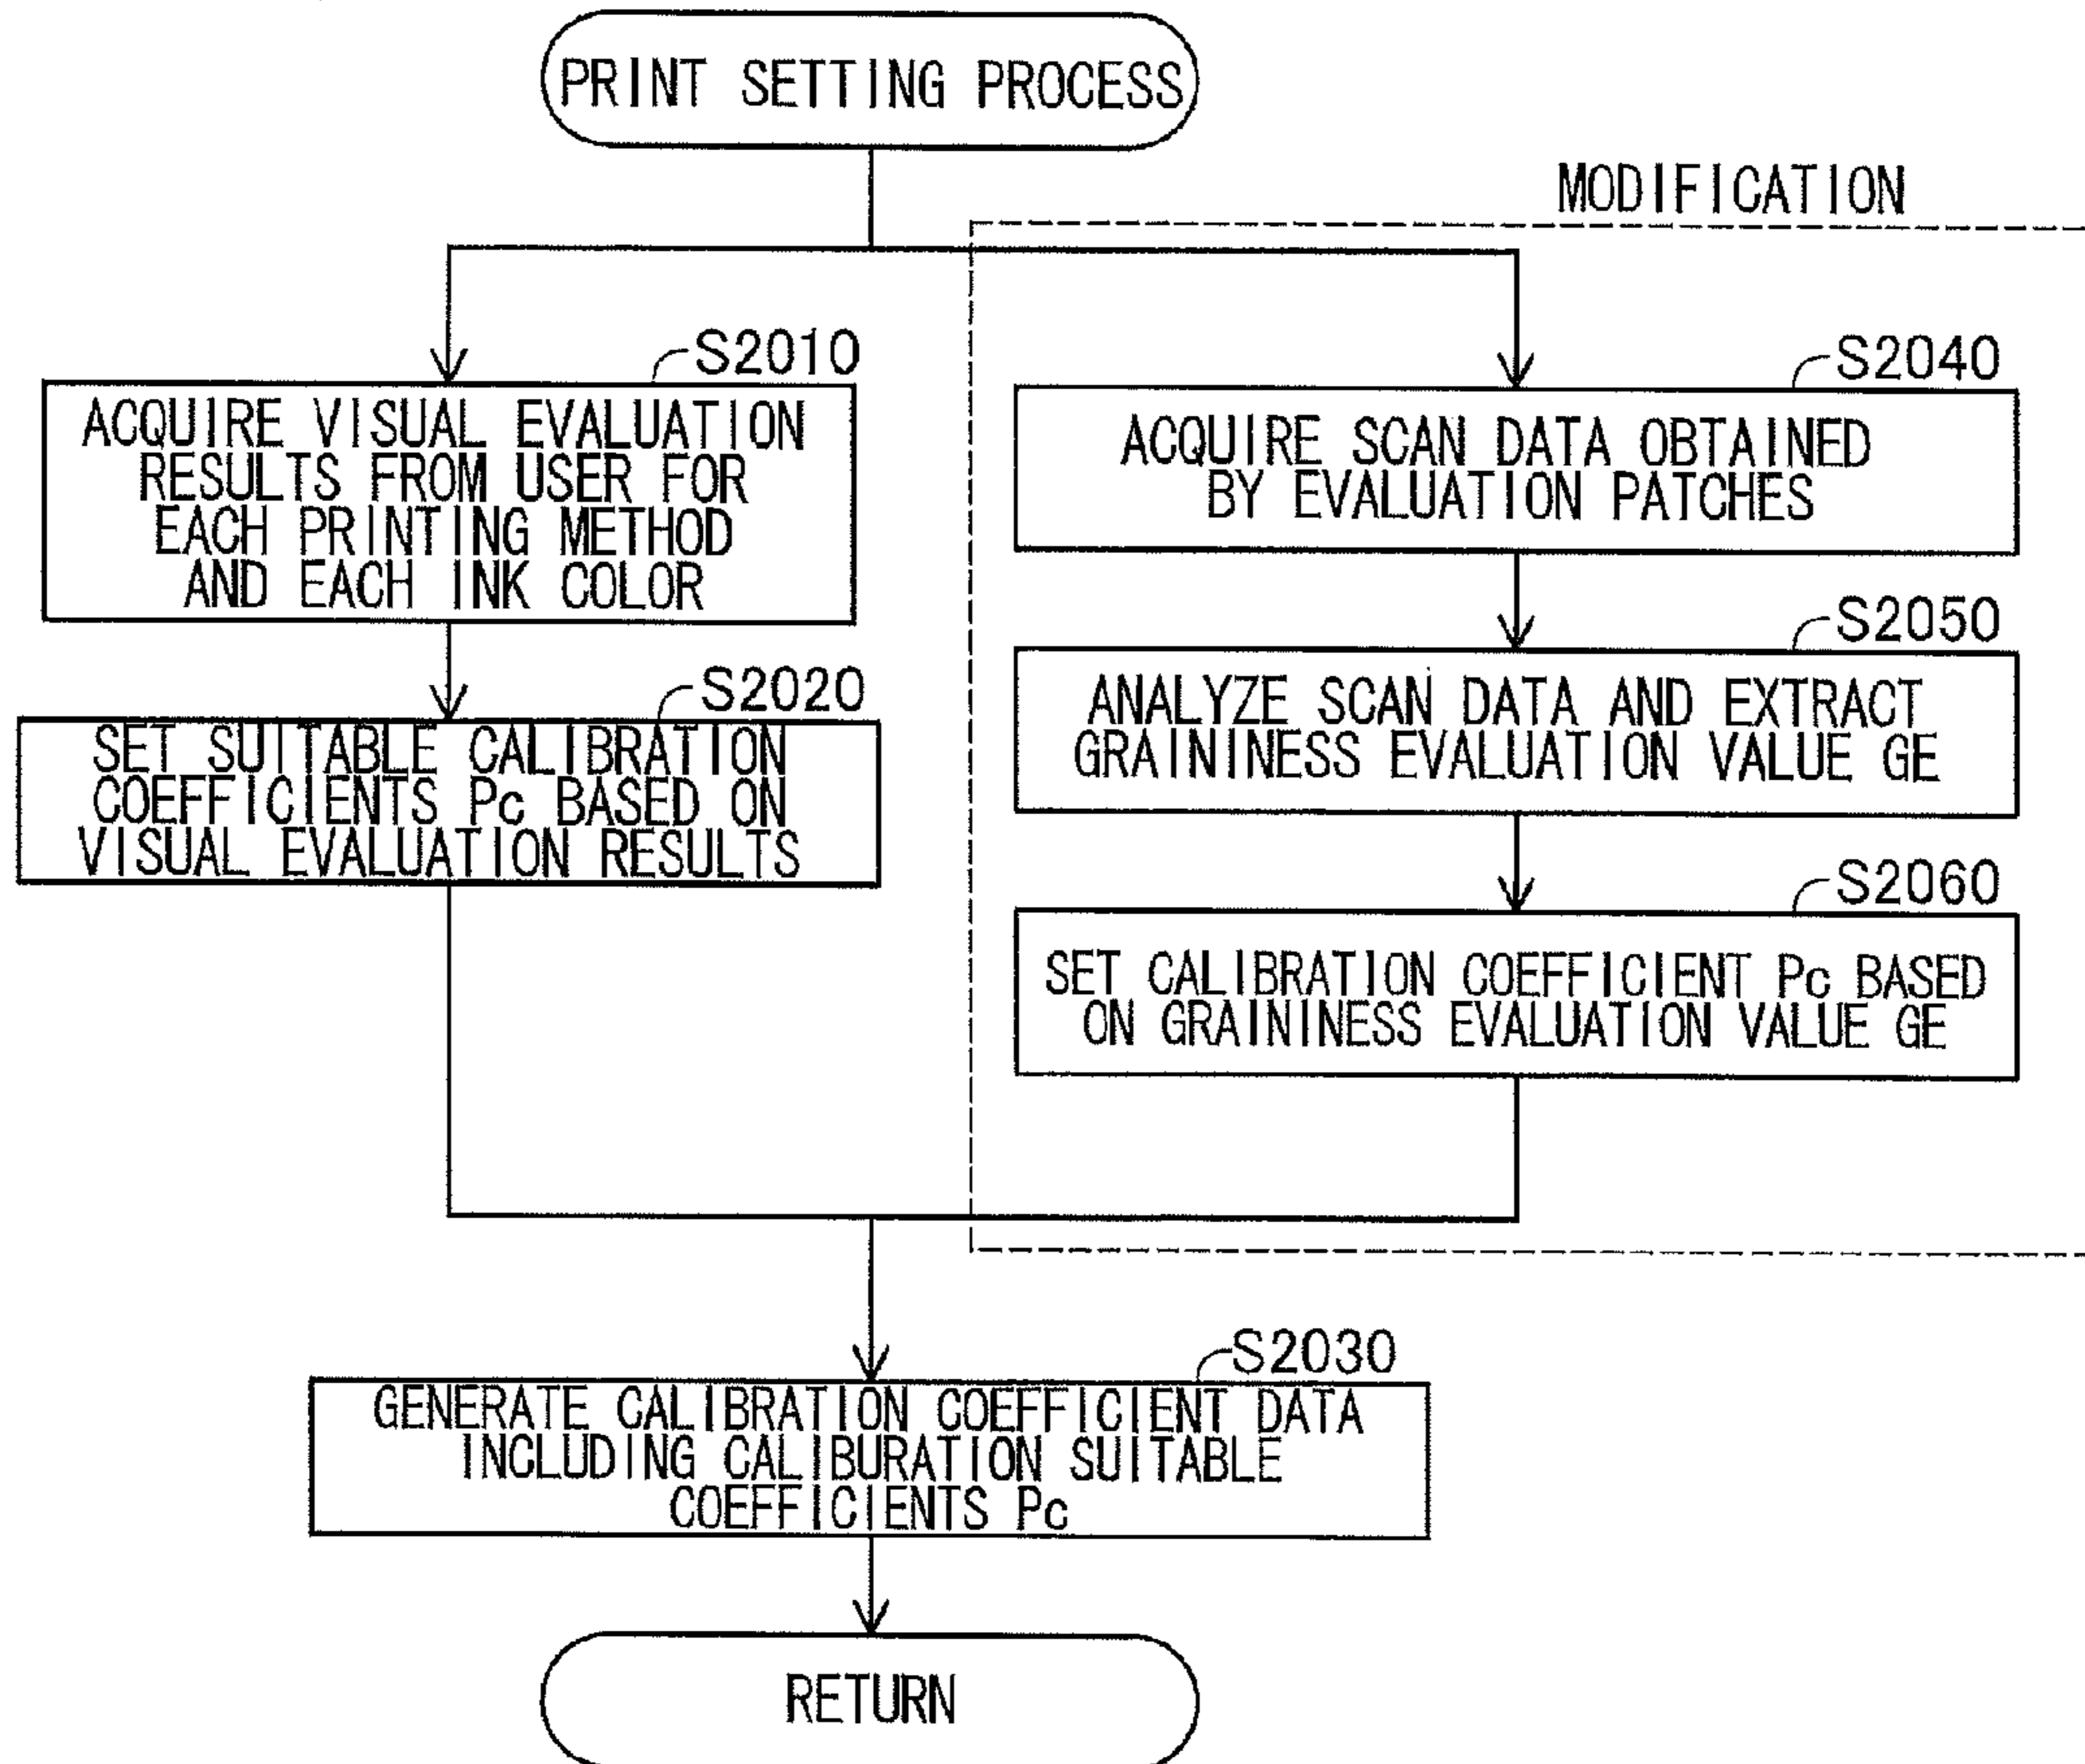 PRINT SETTING PROCESS
MODIFICATION
S2010
ACQUIRE VISUAL EVALUATION
RESULTS FROM USER FOR
EACH PRINTING METHOD
AND EACH INK COLOR
S2020
SET SUITABLE CALIBRATION
COEFFICIENTS Pc BASED ON
VISUAL EVALUATION RESULTS
S2040
ACQUIRE SCAN DATA OBTAINED
BY EVALUATION PATCHES
S2050
ANALYZE SCAN DATA AND EXTRACT
GRAININESS EVALUATION VALUE GE
S2060
SET CALIBRATION COEFFICIENT Pc BASED
ON GRAININESS EVALUATION VALUE GE
S2030
GENERATE CALIBRATION COEFFICIENT DATA
INCLUDING CALIBURATION SUITABLE
COEFFICIENTS Pc
RETURN